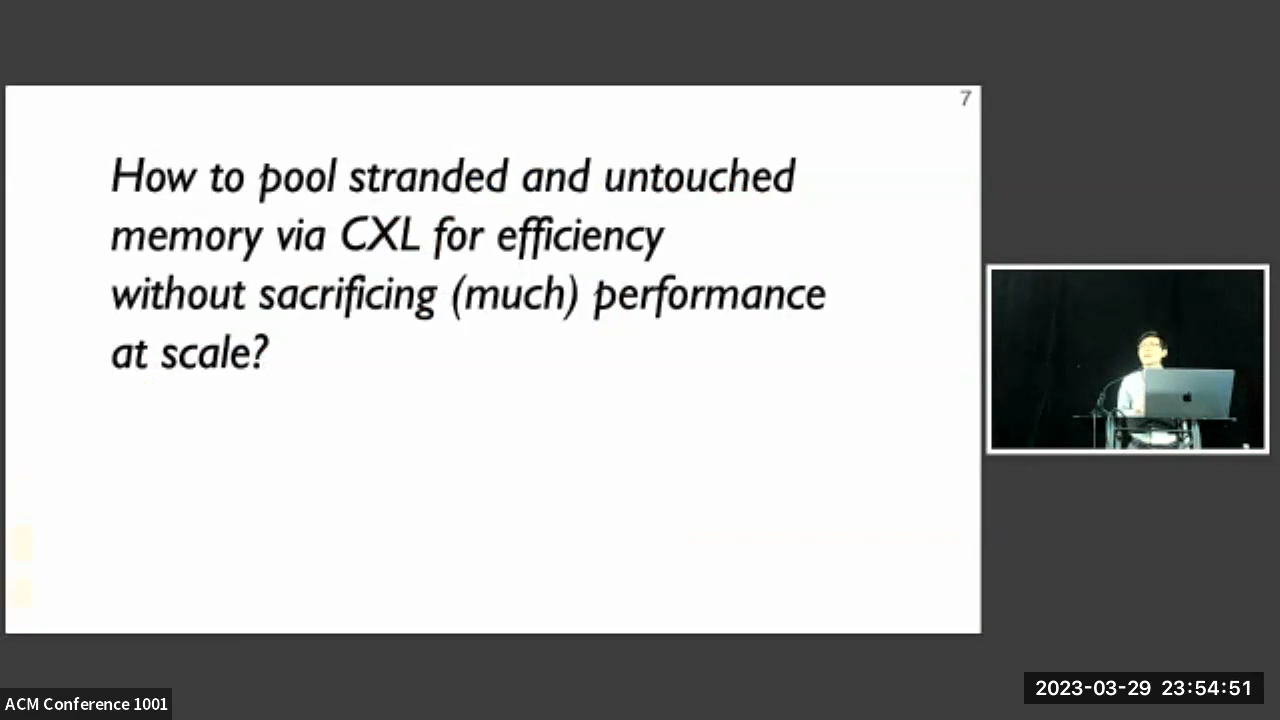 7
How to pool stranded and untouched
memory via CXL for efficiency
without sacrificing (much) performance
at scale?
ACM Conference 1001
2023-03-29 23:54:51